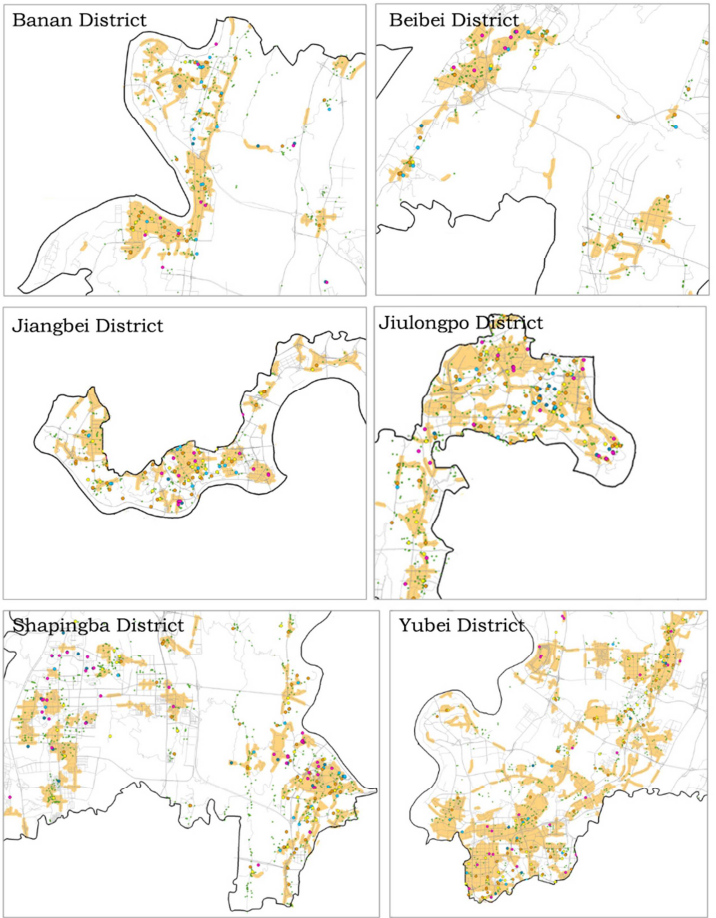 Banan District
Beibei District
Jiangbei District
Jiulongpo District
Shapingba District
Yubei District